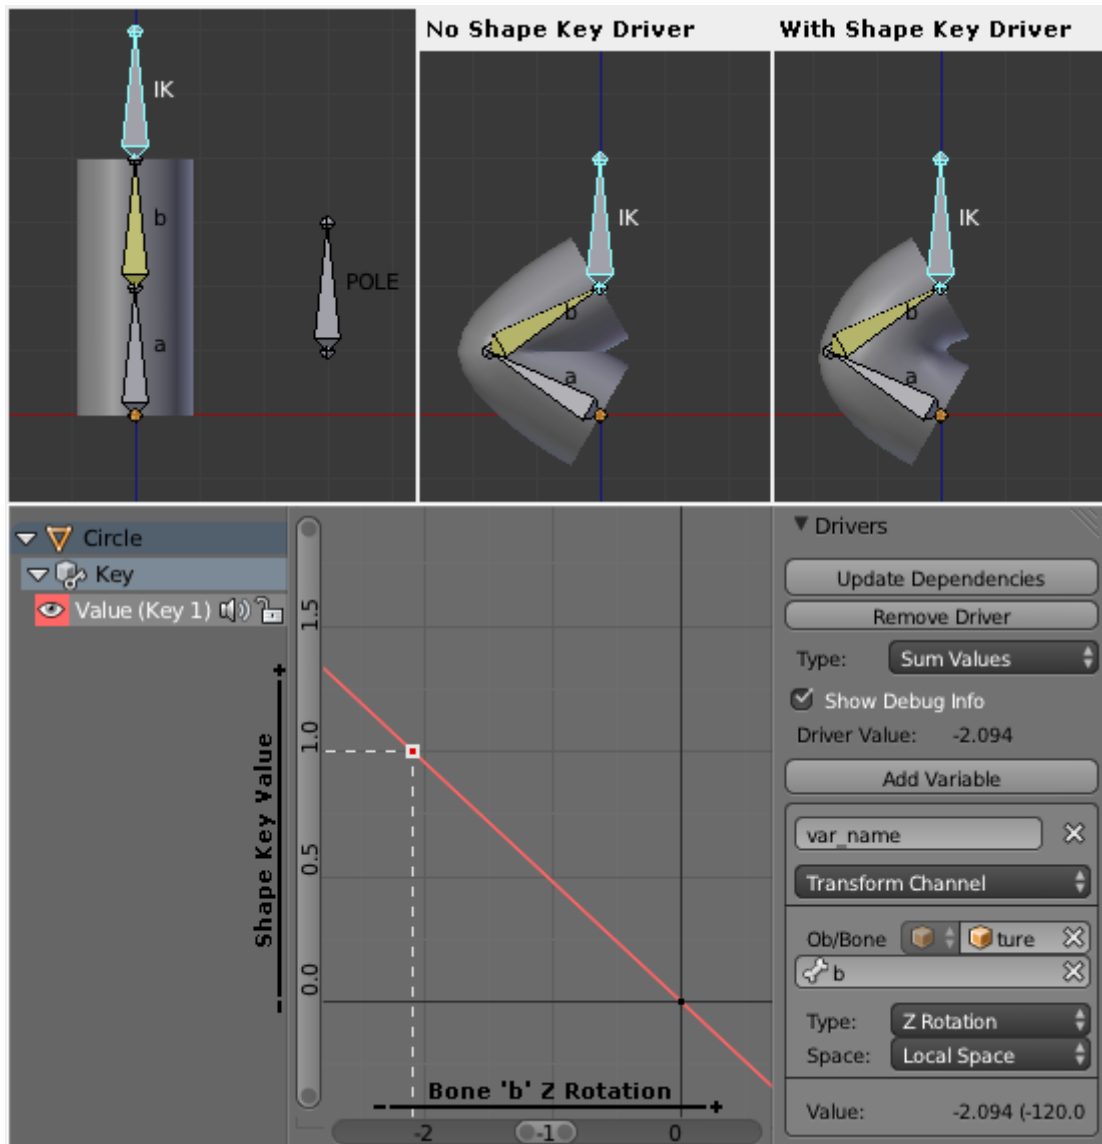 No Shape Key Driver
With Shape Key Driver
IK
b
a
POLE
IK
b
a
IK
b
a
Circle
Key
Value (Key 1)
Shape Key Value
+
-
1.5
1.0
0.5
0.0
Bone 'b' Z Rotation
-
+
-2
-1
0
Drivers
Update Dependencies
Remove Driver
Type: Sum Values
Show Debug Info
Driver Value: -2.094
Add Variable
var_name
Transform Channel
Ob/Bone ture
b
Type: Z Rotation
Space: Local Space
Value: -2.094 (-120.0